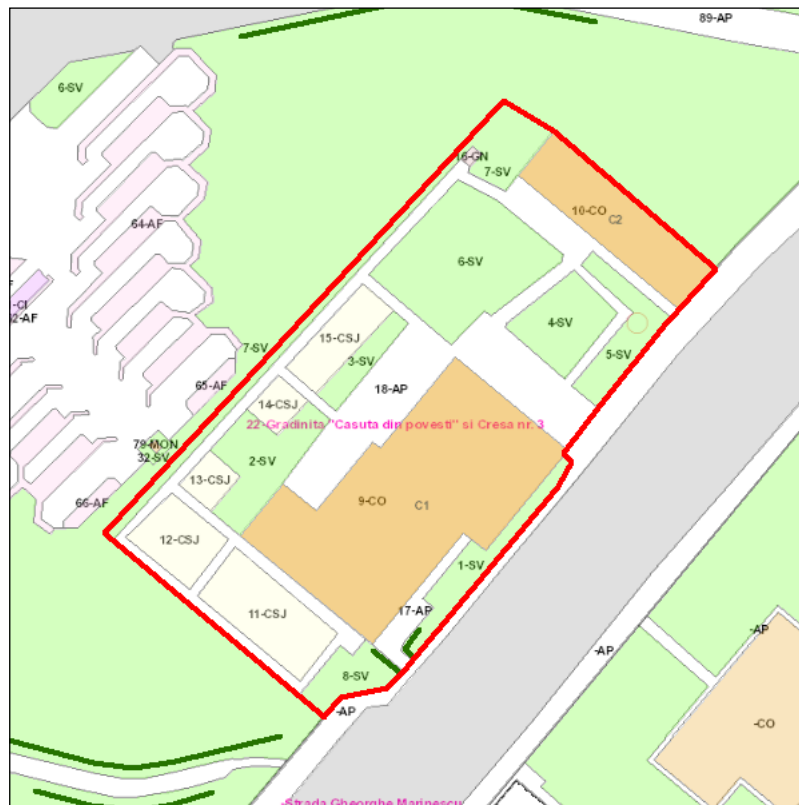 89-AP
6-SV
16-GN
7-SV
10-CO
C2
64-AF
6-SV
-CI
62-AF
4-SV
15-CSJ
7-SV
3-SV
5-SV
65-AF
18-AP
14-CSJ
22-Gradinita "Casuta din povesti" si Cresa nr. 3
79-MON
32-SV
2-SV
13-CSJ
66-AF
9-CO
C1
12-CSJ
1-SV
11-CSJ
17-AP
-AP
-AP
8-SV
-AP
-CO
-Strada Gheorghe Marinescu